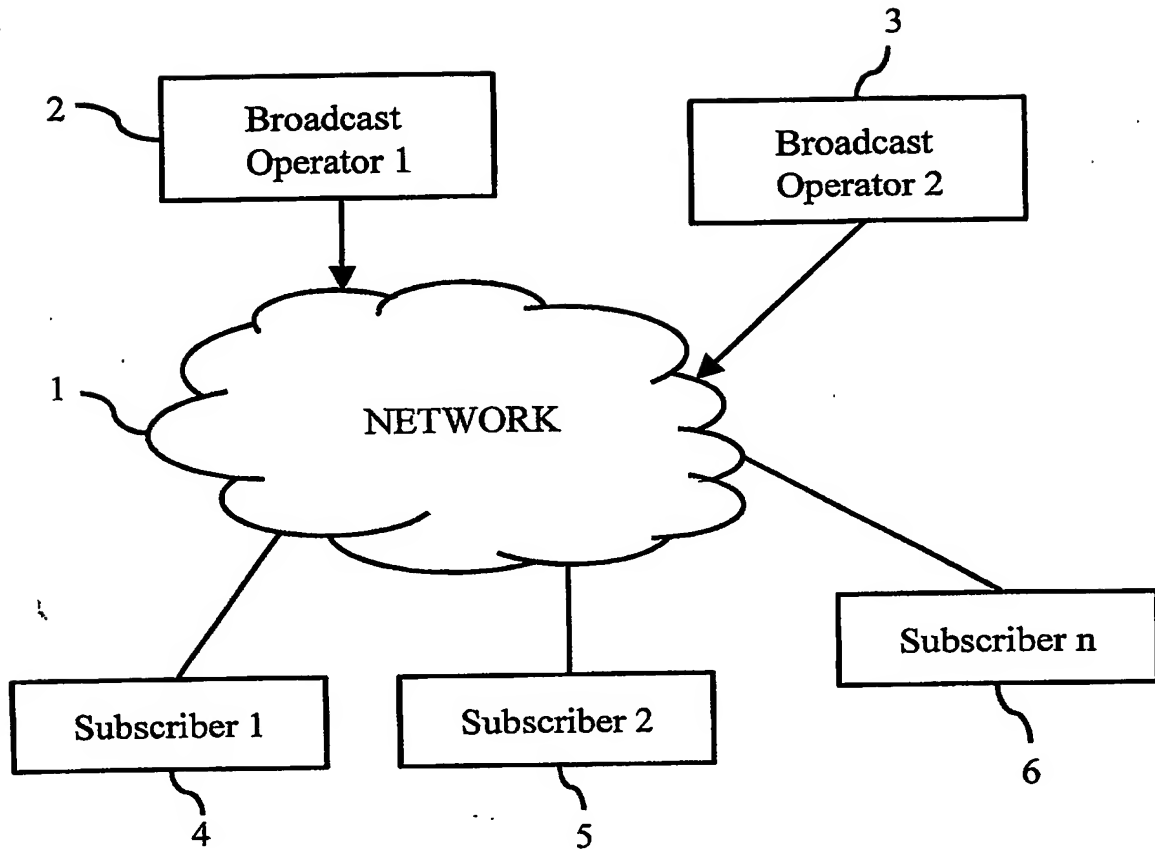 3
2
Broadcast
Operator 1
Broadcast
Operator 2
1
NETWORK
Subscriber n
Subscriber 1
Subscriber 2
6
4
5